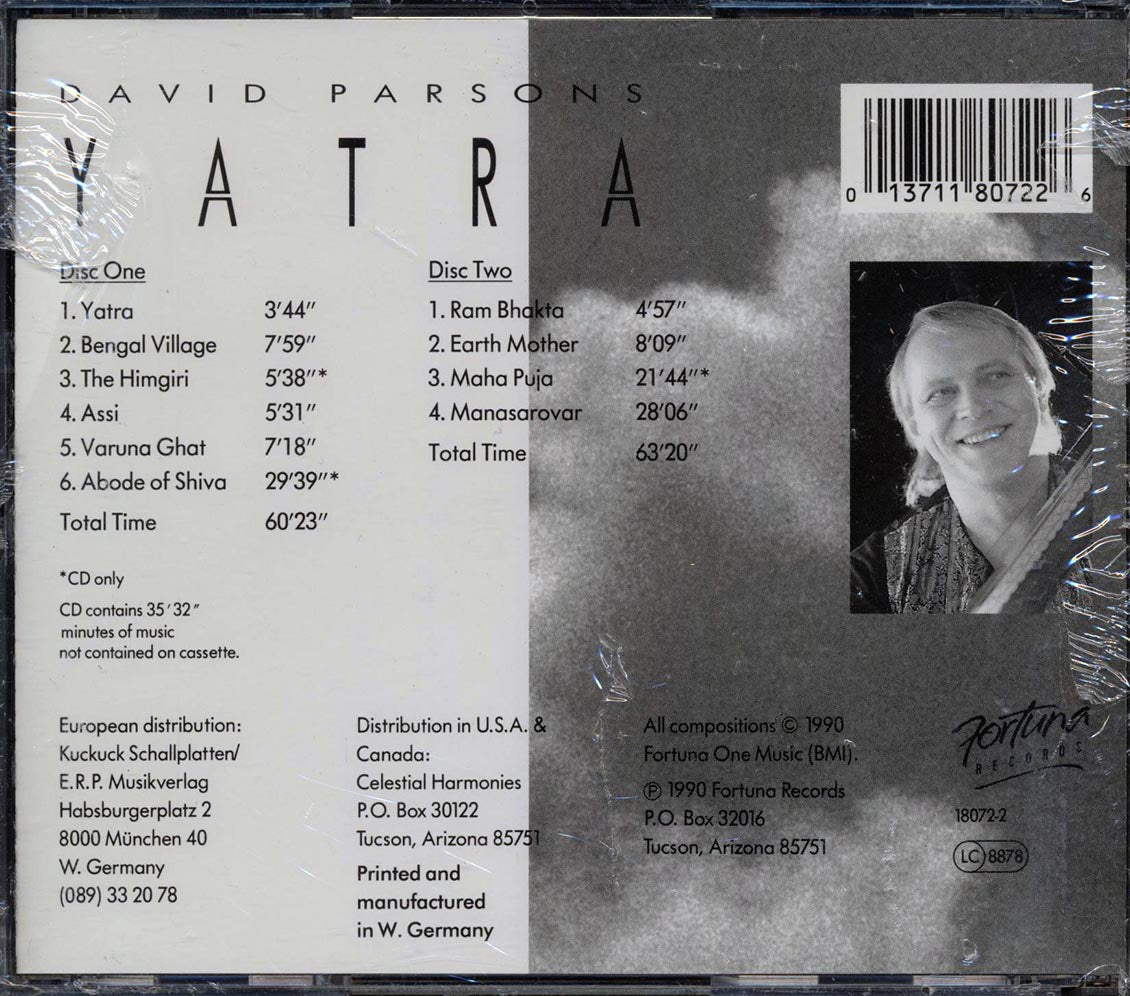 DAVID PARSONS
YATRA
0 13711 80722 6
Disc One
1. Yatra 3'44"
2. Bengal Village 7'59"
3. The Himgiri 5'38"*
4. Assi 5'31"
5. Varuna Ghat 7'18"
6. Abode of Shiva 29'39"*
Total Time 60'23"
Disc Two
1. Ram Bhakta 4'57"
2. Earth Mother 8'09"
3. Maha Puja 21'44"*
4. Manasarovar 28'06"
Total Time 63'20"
*CD only
CD contains 35'32"
minutes of music
not contained on cassette.
European distribution:
Kuckuck Schallplatten/
E.R.P. Musikverlag
Habsburgerplatz 2
8000 München 40
W. Germany
(089) 33 20 78
Distribution in U.S.A. &
Canada:
Celestial Harmonies
P.O. Box 30122
Tucson, Arizona 85751
Printed and
manufactured
in W. Germany
All compositions © 1990
Fortuna One Music (BMI).
℗ 1990 Fortuna Records
P.O. Box 32016
Tucson, Arizona 85751
Fortuna
RECORDS
18072-2
LC 8878